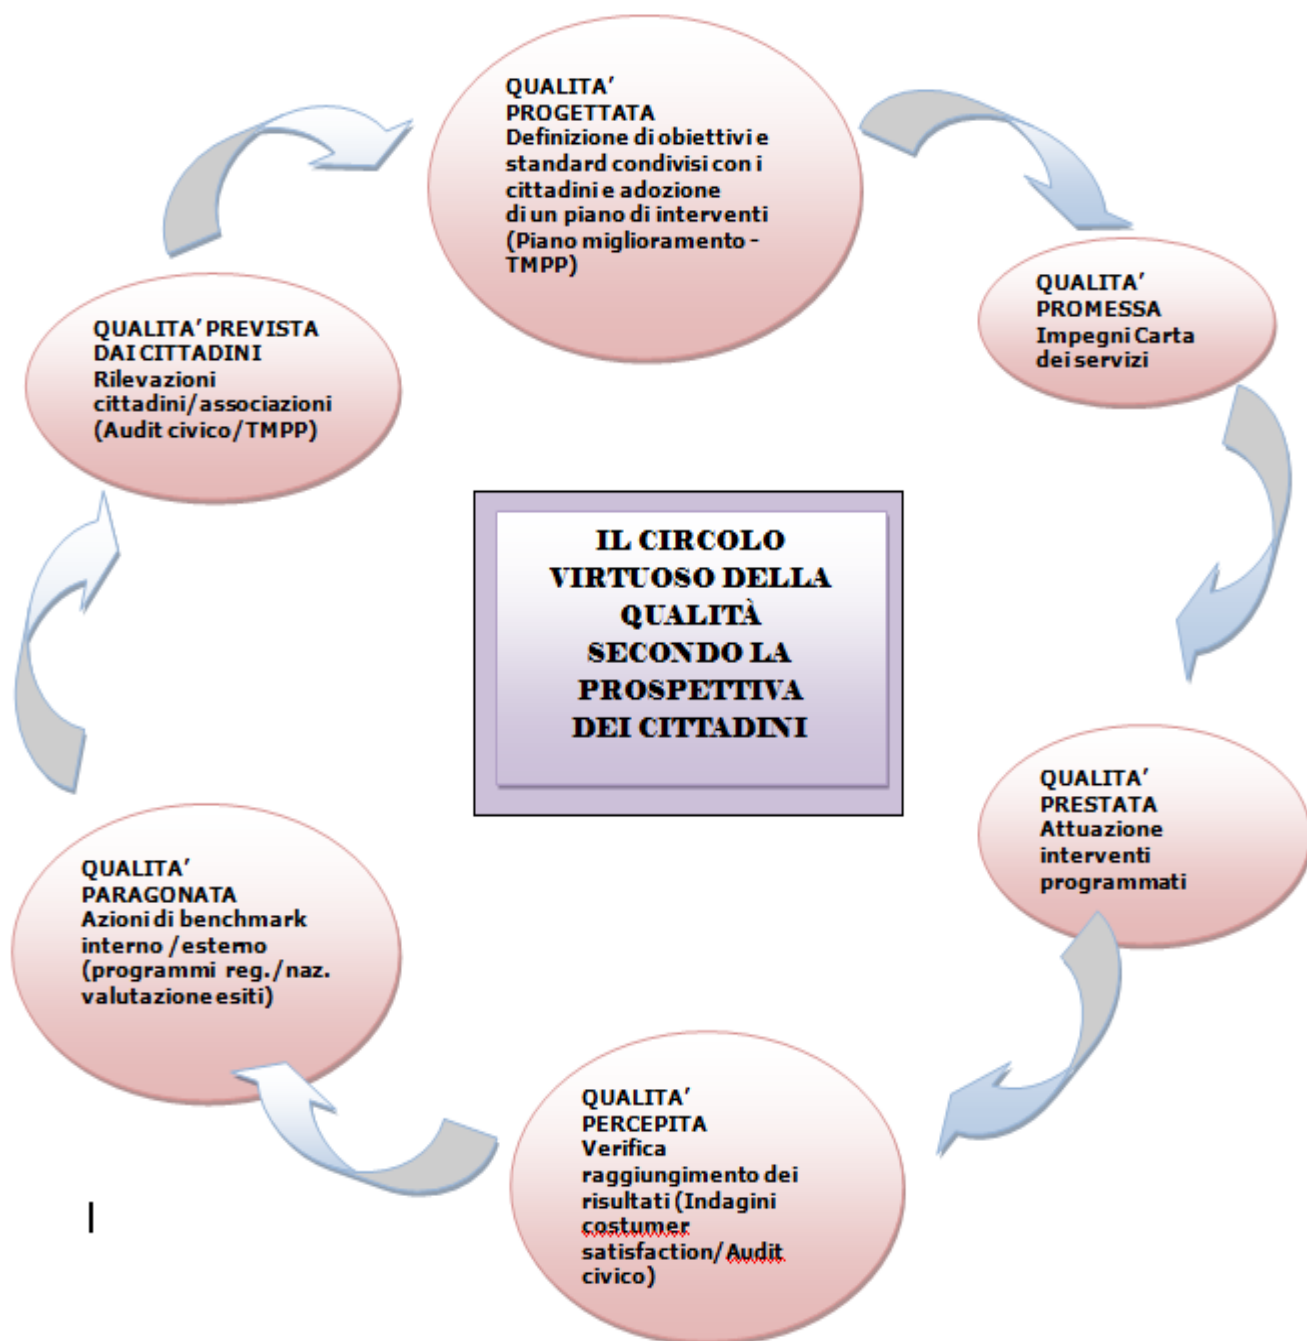 QUALITA’
PROGETTATA
Definizione di obiettivi e
standard condivisi con i
cittadini e adozione
di un piano di interventi
(Piano miglioramento -
TMPP)
QUALITA’
PROMESSA
Impegni Carta
dei servizi
QUALITA’ PREVISTA
DAI CITTADINI
Rilevazioni
cittadini/associazioni
(Audit civico/TMPP)
IL CIRCOLO
VIRTUOSO DELLA
QUALITÀ
SECONDO LA
PROSPETTIVA
DEI CITTADINI
QUALITA’
PRESTATA
Attuazione
interventi
programmati
QUALITA’
PARAGONATA
Azioni di benchmark
interno /esterno
(programmi reg./naz.
valutazione esiti)
QUALITA’
PERCEPITA
Verifica
raggiungimento dei
risultati (Indagini
costumer
satisfaction/Audit
civico)